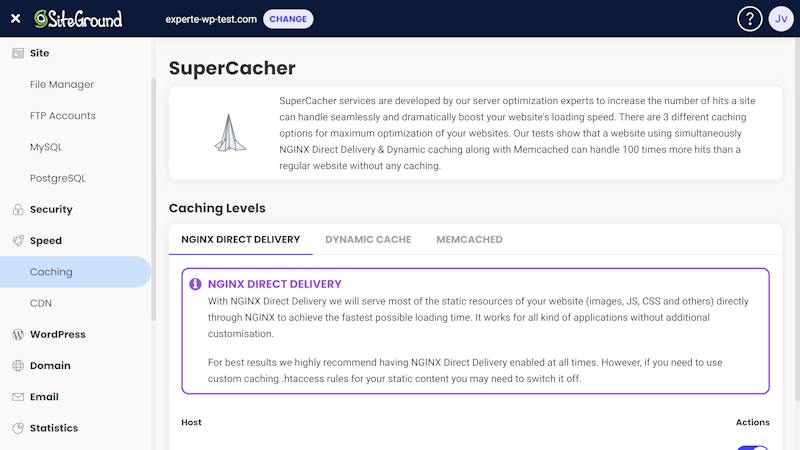 SiteGround
experte-wp-test.com
CHANGE
?
Jv
Site
File Manager
FTP Accounts
MySQL
PostgreSQL
Security
Speed
Caching
CDN
WordPress
Domain
Email
Statistics
SuperCacher
SuperCacher services are developed by our server optimization experts to increase the number of hits a site
can handle seamlessly and dramatically boost your website's loading speed. There are 3 different caching
options for maximum optimization of your websites. Our tests show that a website using simultaneously
NGINX Direct Delivery & Dynamic caching along with Memcached can handle 100 times more hits than a
regular website without any caching.
Caching Levels
NGINX DIRECT DELIVERY
DYNAMIC CACHE
MEMCACHED
NGINX DIRECT DELIVERY
With NGINX Direct Delivery we will serve most of the static resources of your website (images, JS, CSS and others) directly
through NGINX to achieve the fastest possible loading time. It works for all kind of applications without additional
customisation.
For best results we highly recommend having NGINX Direct Delivery enabled at all times. However, if you need to use
custom caching .htaccess rules for your static content you may need to switch it off.
Host
Actions